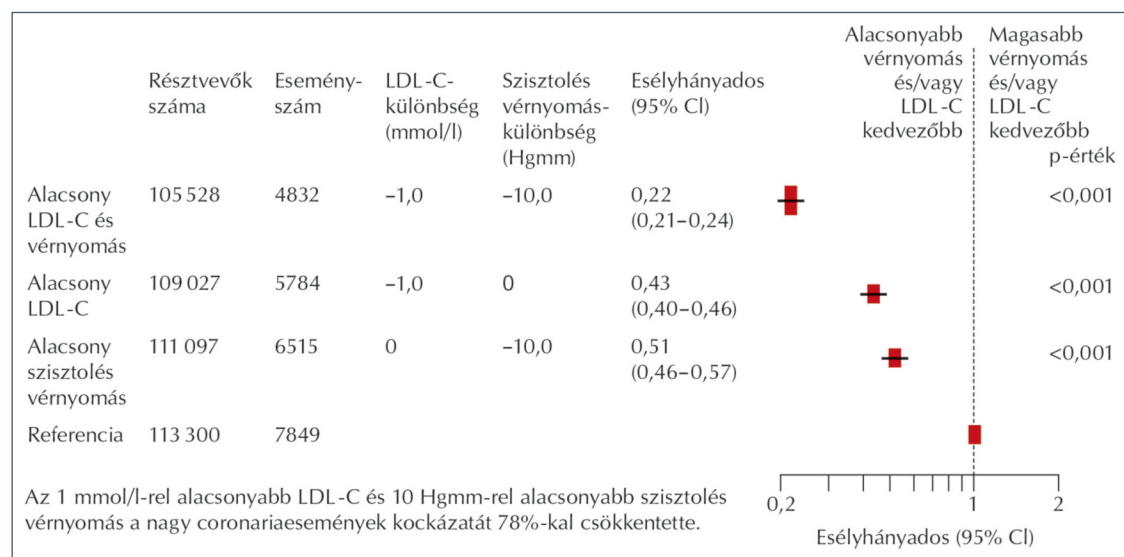 Résztvevők száma
Esemény-szám
LDL-C-különbség (mmol/l)
Szisztolés vérnyomás-különbség (Hgmm)
Esélyhányados (95% CI)
Alacsonyabb vérnyomás és/vagy LDL-C kedvezőbb
Magasabb vérnyomás és/vagy LDL-C kedvezőbb
p-érték
Alacsony LDL-C és vérnyomás 105 528 4832 –1,0 –10,0 0,22 (0,21–0,24) <0,001
Alacsony LDL-C 109 027 5784 –1,0 0 0,43 (0,40–0,46) <0,001
Alacsony szisztolés vérnyomás 111 097 6515 0 –10,0 0,51 (0,46–0,57) <0,001
Referencia 113 300 7849
Az 1 mmol/l-rel alacsonyabb LDL-C és 10 Hgmm-rel alacsonyabb szisztolés
vérnyomás a nagy coronariaesemények kockázatát 78%-kal csökkentette.
0,2 1 2
Esélyhányados (95% CI)